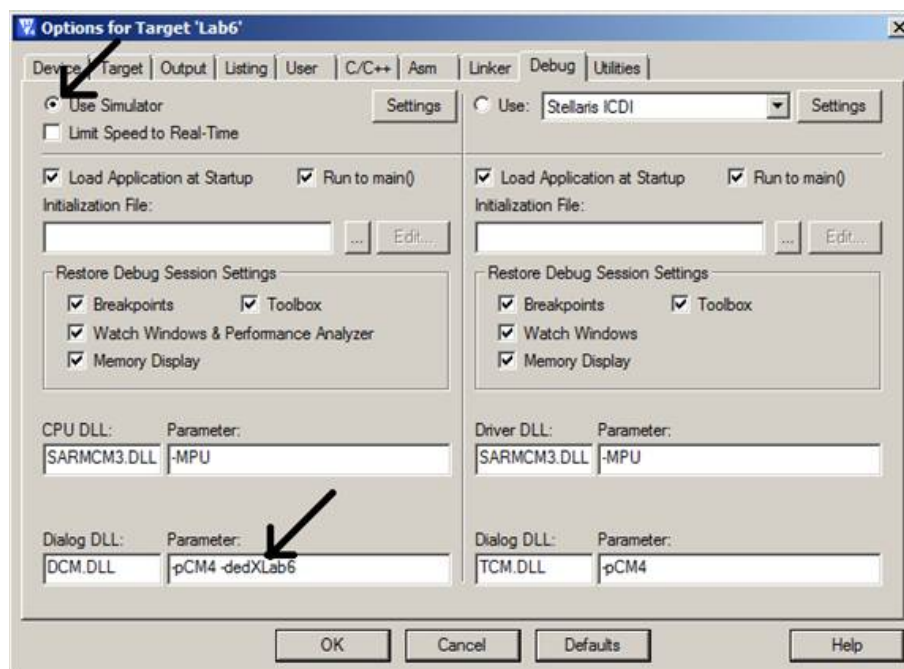 Options for Target 'Lab6'
Device Target Output Listing User C/C++ Asm Linker Debug Utilities
Use Simulator Settings
Limit Speed to Real-Time
Use: Stellaris ICDI Settings
Load Application at Startup Run to main()
Initialization File:
... Edit...
Restore Debug Session Settings
Breakpoints Toolbox
Watch Windows & Performance Analyzer
Memory Display
CPU DLL: Parameter:
SARMCM3.DLL -MPU
Dialog DLL: Parameter:
DCM.DLL -pCM4 -dedXLab6
Load Application at Startup Run to main()
Initialization File:
... Edit...
Restore Debug Session Settings
Breakpoints Toolbox
Watch Windows
Memory Display
Driver DLL: Parameter:
SARMCM3.DLL -MPU
Dialog DLL: Parameter:
TCM.DLL -pCM4
OK Cancel Defaults Help